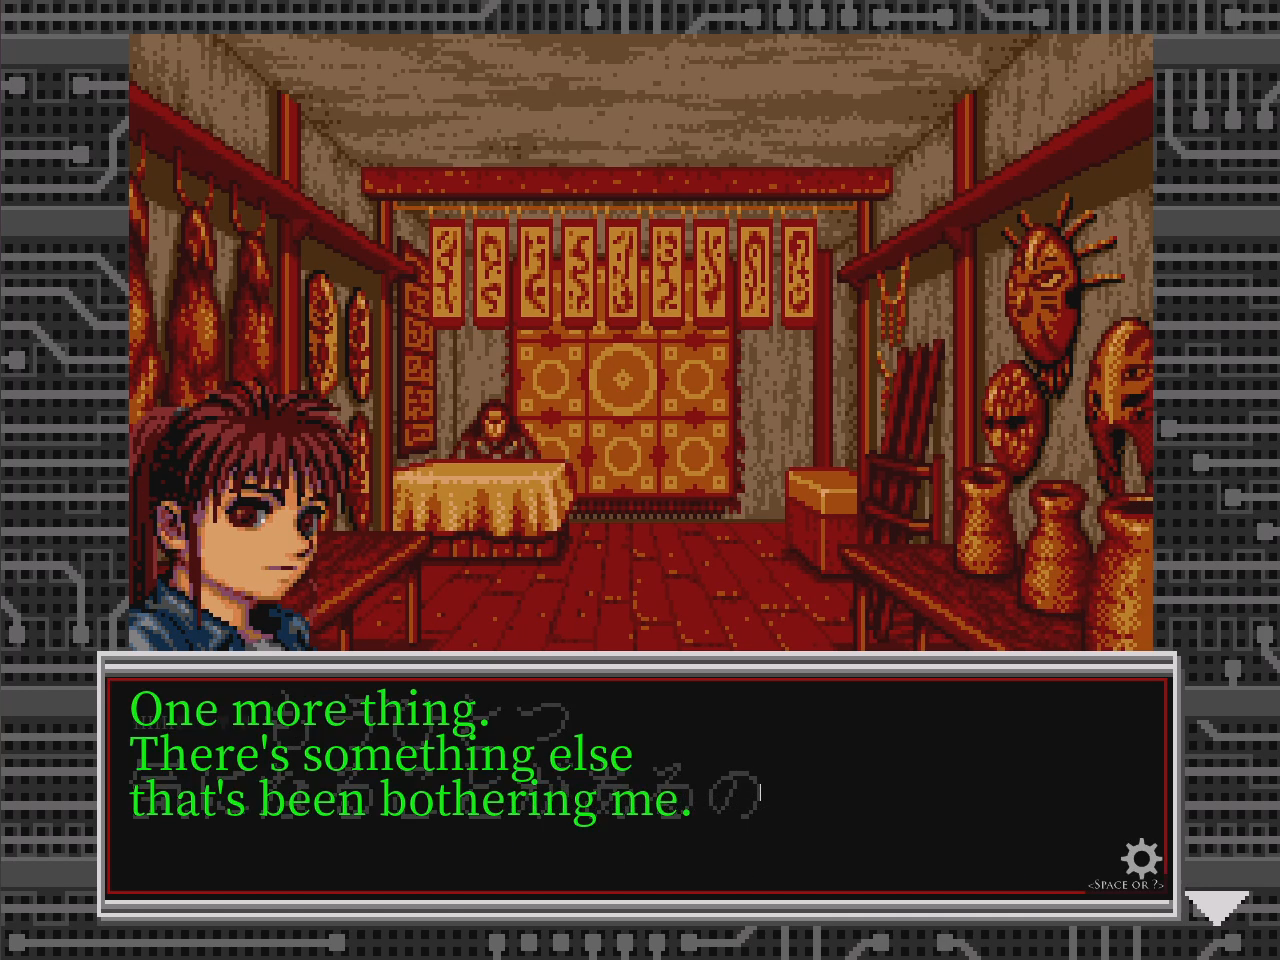 One more thing.
There's something else
that's been bothering me.
<SPACE OR ?>